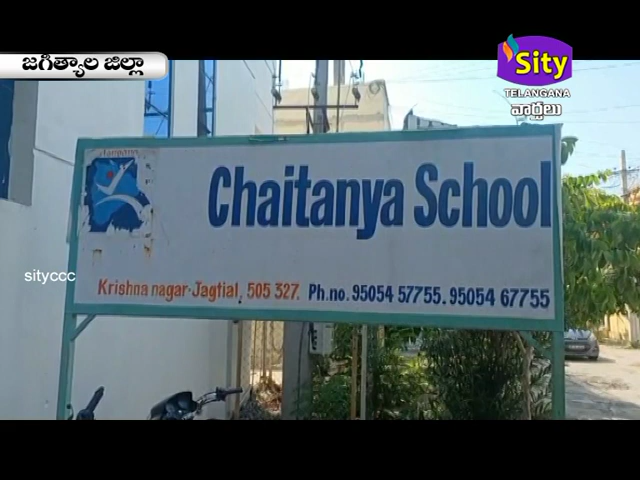 జగిత్యాల జిల్లా
Sity
TELANGANA
వార్తలు
Chaitanya School
Krishna nagar-Jagtial, 505 327. Ph.no. 95054 57755. 95054 67755
sityccc